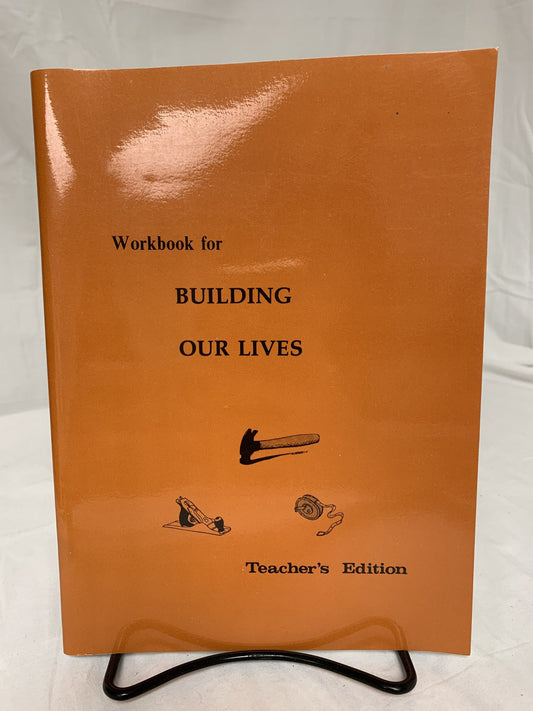 Workbook for
BUILDING
OUR LIVES
Teacher's Edition